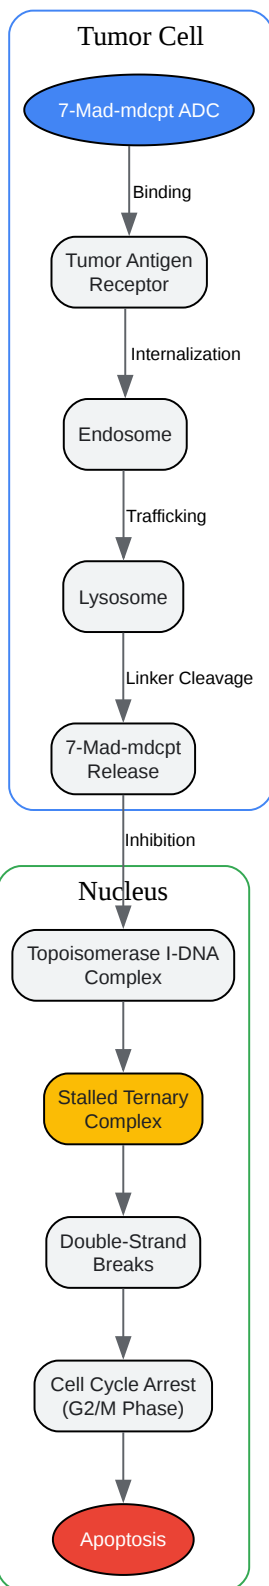 Tumor Cell
7-Mad-mdcpt ADC
Binding
Tumor Antigen
Receptor
Internalization
Endosome
Trafficking
Lysosome
Linker Cleavage
7-Mad-mdcpt
Release
Inhibition
Nucleus
Topoisomerase I-DNA
Complex
Stalled Ternary
Complex
Double-Strand
Breaks
Cell Cycle Arrest
(G2/M Phase)
Apoptosis